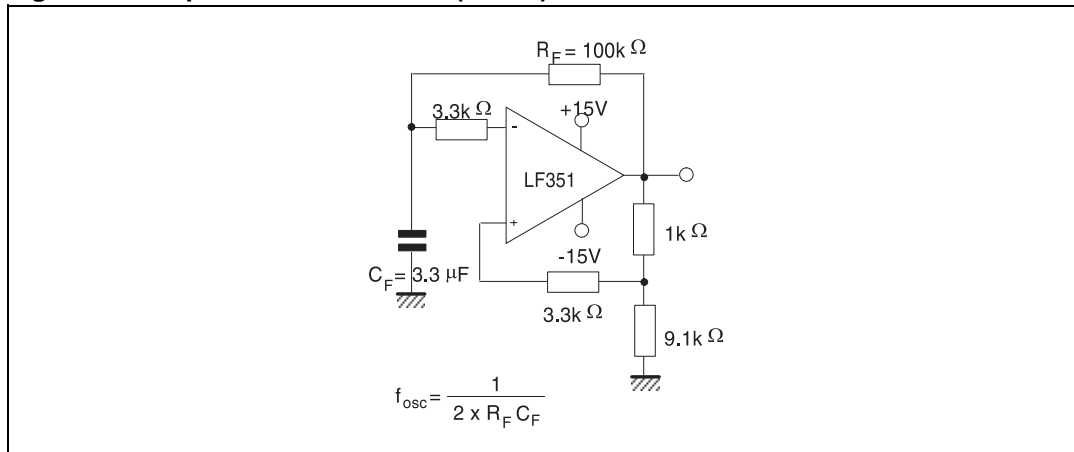 R_F = 100k Ω
3.3k Ω
+15V
-
LF351
+
-15V
1k Ω
C_F = 3.3 µF
3.3k Ω
9.1k Ω
f_osc = 1 / 2 x R_F C_F